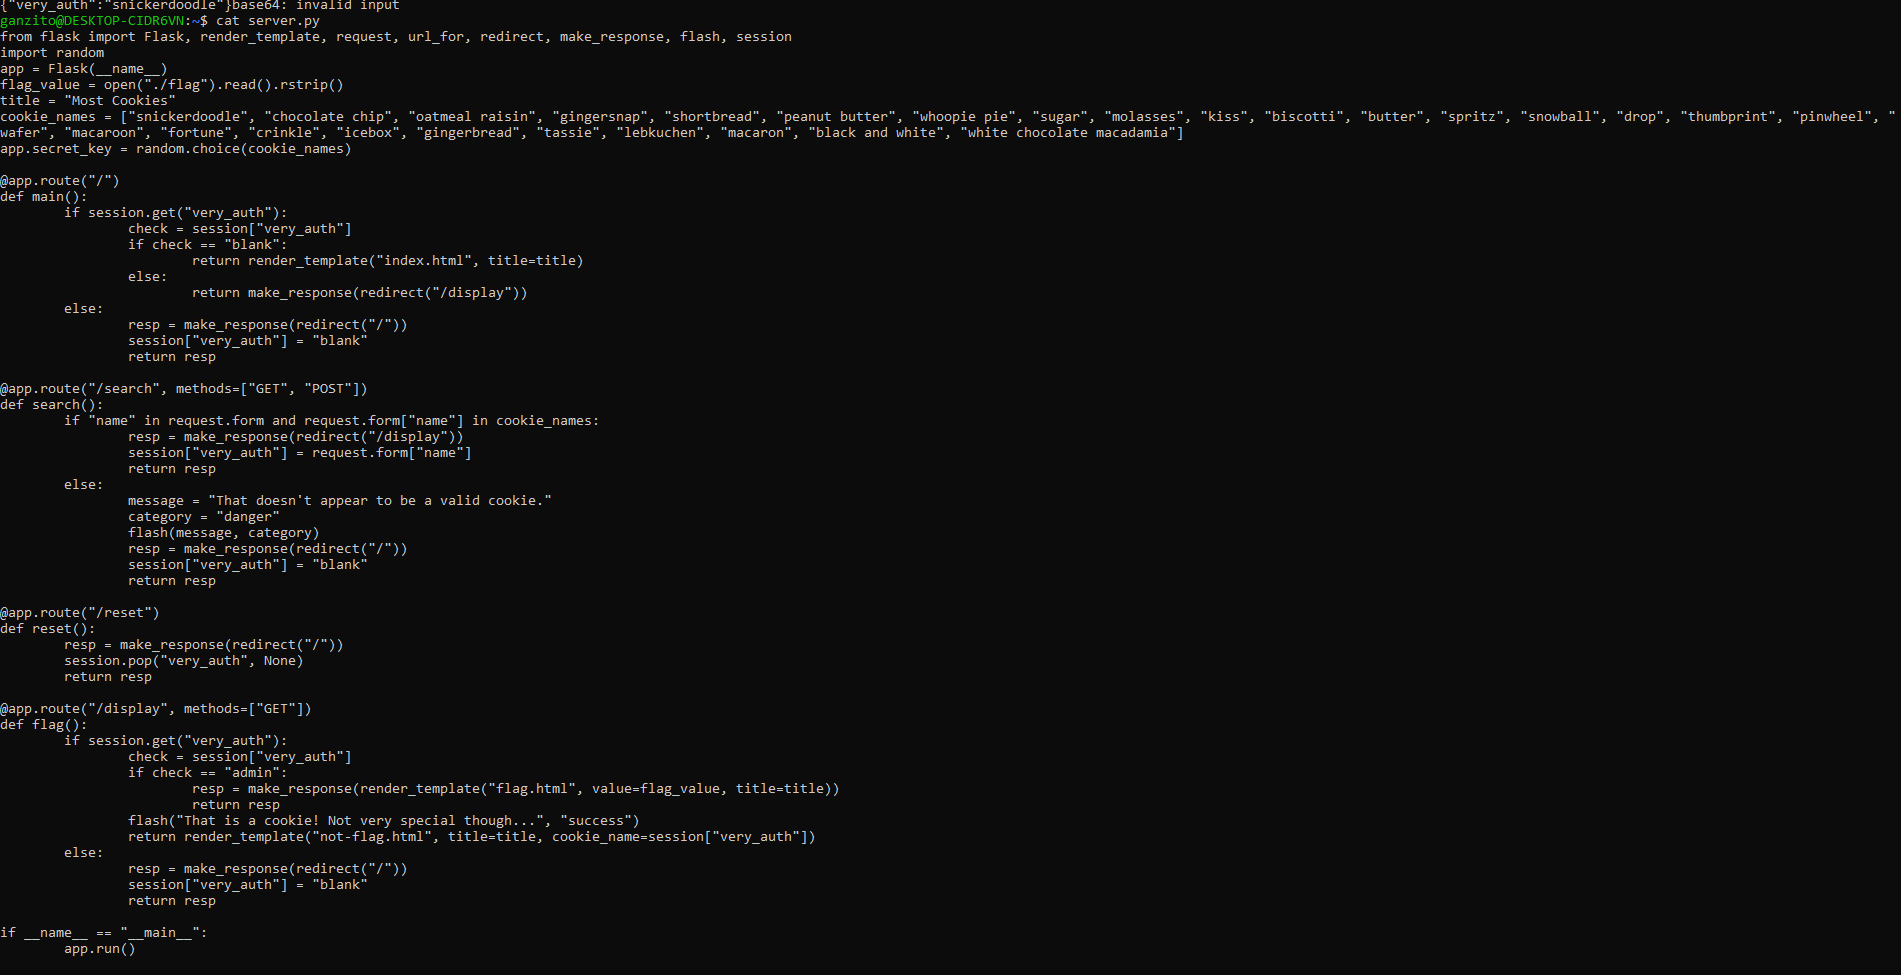 {"very_auth":"snickerdoodle"}base64: invalid input
ganzito@DESKTOP-CIDR6VN:~$ cat server.py
from flask import Flask, render_template, request, url_for, redirect, make_response, flash, session
import random
app = Flask(__name__)
flag_value = open("./flag").read().rstrip()
title = "Most Cookies"
cookie_names = ["snickerdoodle", "chocolate chip", "oatmeal raisin", "gingersnap", "shortbread", "peanut butter", "whoopie pie", "sugar", "molasses", "kiss", "biscotti", "butter", "spritz", "snowball", "drop", "thumbprint", "pinwheel", "
wafer", "macaroon", "fortune", "crinkle", "icebox", "gingerbread", "tassie", "lebkuchen", "macaron", "black and white", "white chocolate macadamia"]
app.secret_key = random.choice(cookie_names)

@app.route("/")
def main():
        if session.get("very_auth"):
                check = session["very_auth"]
                if check == "blank":
                        return render_template("index.html", title=title)
                else:
                        return make_response(redirect("/display"))
        else:
                resp = make_response(redirect("/"))
                session["very_auth"] = "blank"
                return resp

@app.route("/search", methods=["GET", "POST"])
def search():
        if "name" in request.form and request.form["name"] in cookie_names:
                resp = make_response(redirect("/display"))
                session["very_auth"] = request.form["name"]
                return resp
        else:
                message = "That doesn't appear to be a valid cookie."
                category = "danger"
                flash(message, category)
                resp = make_response(redirect("/"))
                session["very_auth"] = "blank"
                return resp

@app.route("/reset")
def reset():
        resp = make_response(redirect("/"))
        session.pop("very_auth", None)
        return resp

@app.route("/display", methods=["GET"])
def flag():
        if session.get("very_auth"):
                check = session["very_auth"]
                if check == "admin":
                        resp = make_response(render_template("flag.html", value=flag_value, title=title))
                        return resp
                flash("That is a cookie! Not very special though...", "success")
                return render_template("not-flag.html", title=title, cookie_name=session["very_auth"])
        else:
                resp = make_response(redirect("/"))
                session["very_auth"] = "blank"
                return resp

if __name__ == "__main__":
        app.run()